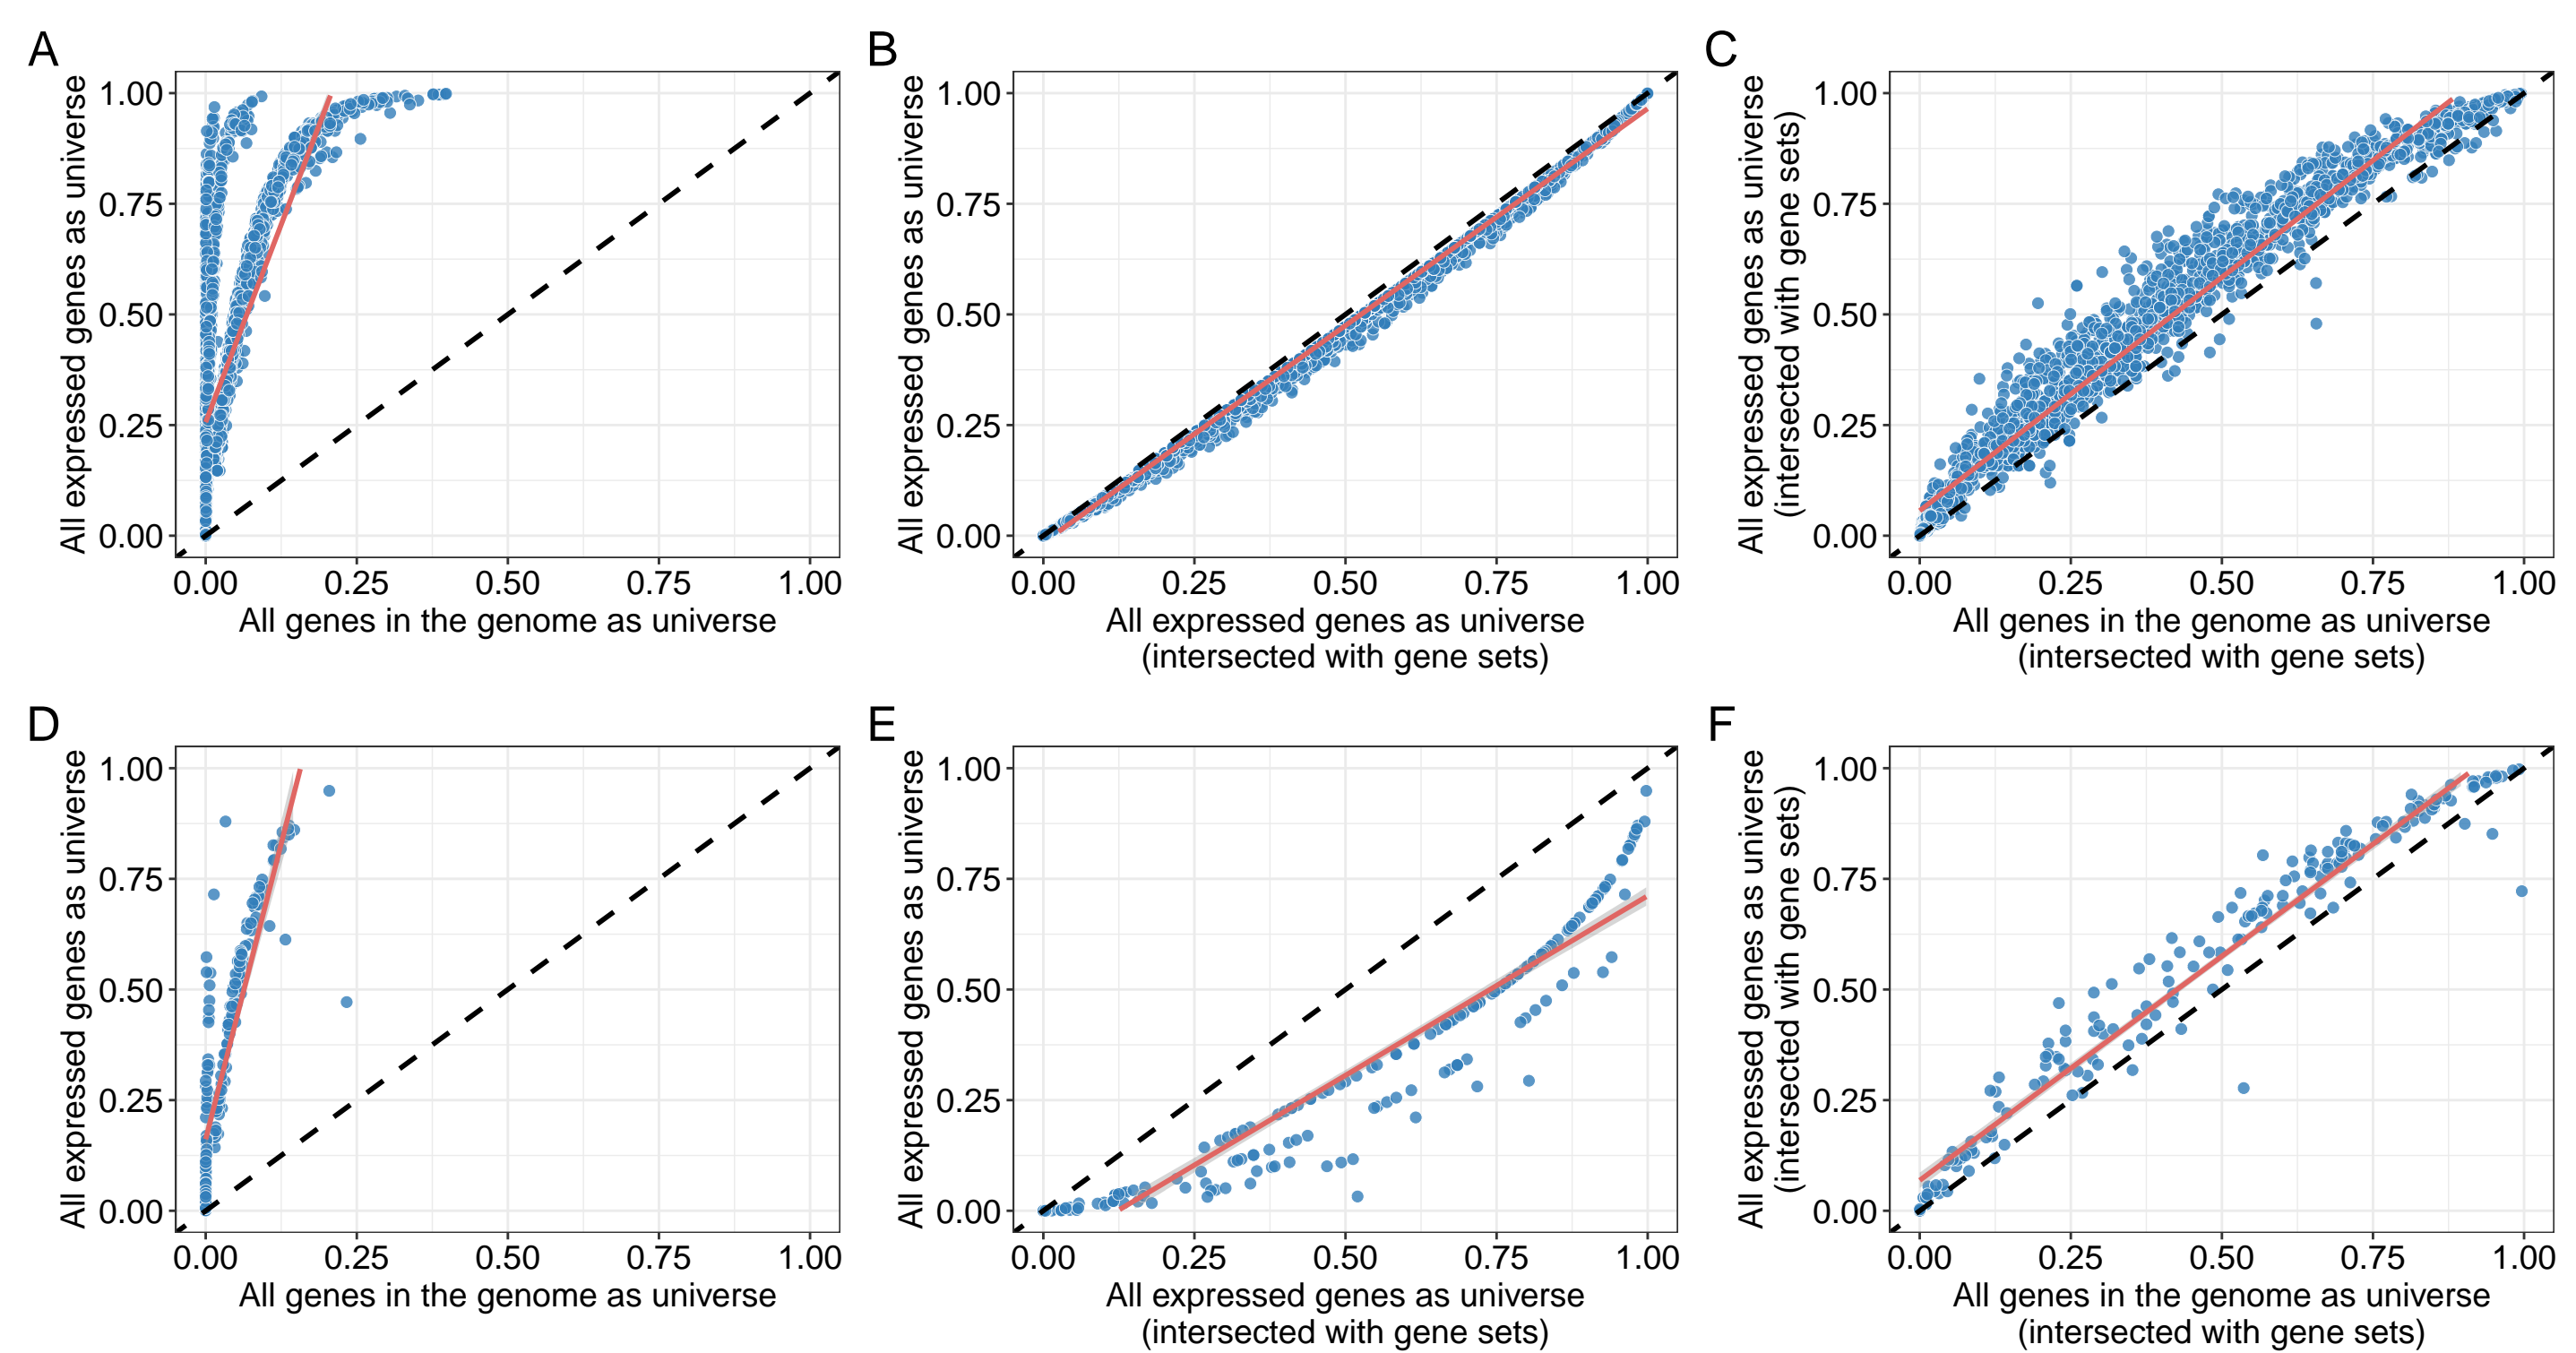 A
All expressed genes as universe
1.00
0.75
0.50
0.25
0.00
0.00 0.25 0.50 0.75 1.00
All genes in the genome as universe
B
All expressed genes as universe
1.00
0.75
0.50
0.25
0.00
0.00 0.25 0.50 0.75 1.00
All expressed genes as universe
(intersected with gene sets)
C
All expressed genes as universe
(intersected with gene sets)
1.00
0.75
0.50
0.25
0.00
0.00 0.25 0.50 0.75 1.00
All genes in the genome as universe
(intersected with gene sets)
D
All expressed genes as universe
1.00
0.75
0.50
0.25
0.00
0.00 0.25 0.50 0.75 1.00
All genes in the genome as universe
E
All expressed genes as universe
1.00
0.75
0.50
0.25
0.00
0.00 0.25 0.50 0.75 1.00
All expressed genes as universe
(intersected with gene sets)
F
All expressed genes as universe
(intersected with gene sets)
1.00
0.75
0.50
0.25
0.00
0.00 0.25 0.50 0.75 1.00
All genes in the genome as universe
(intersected with gene sets)